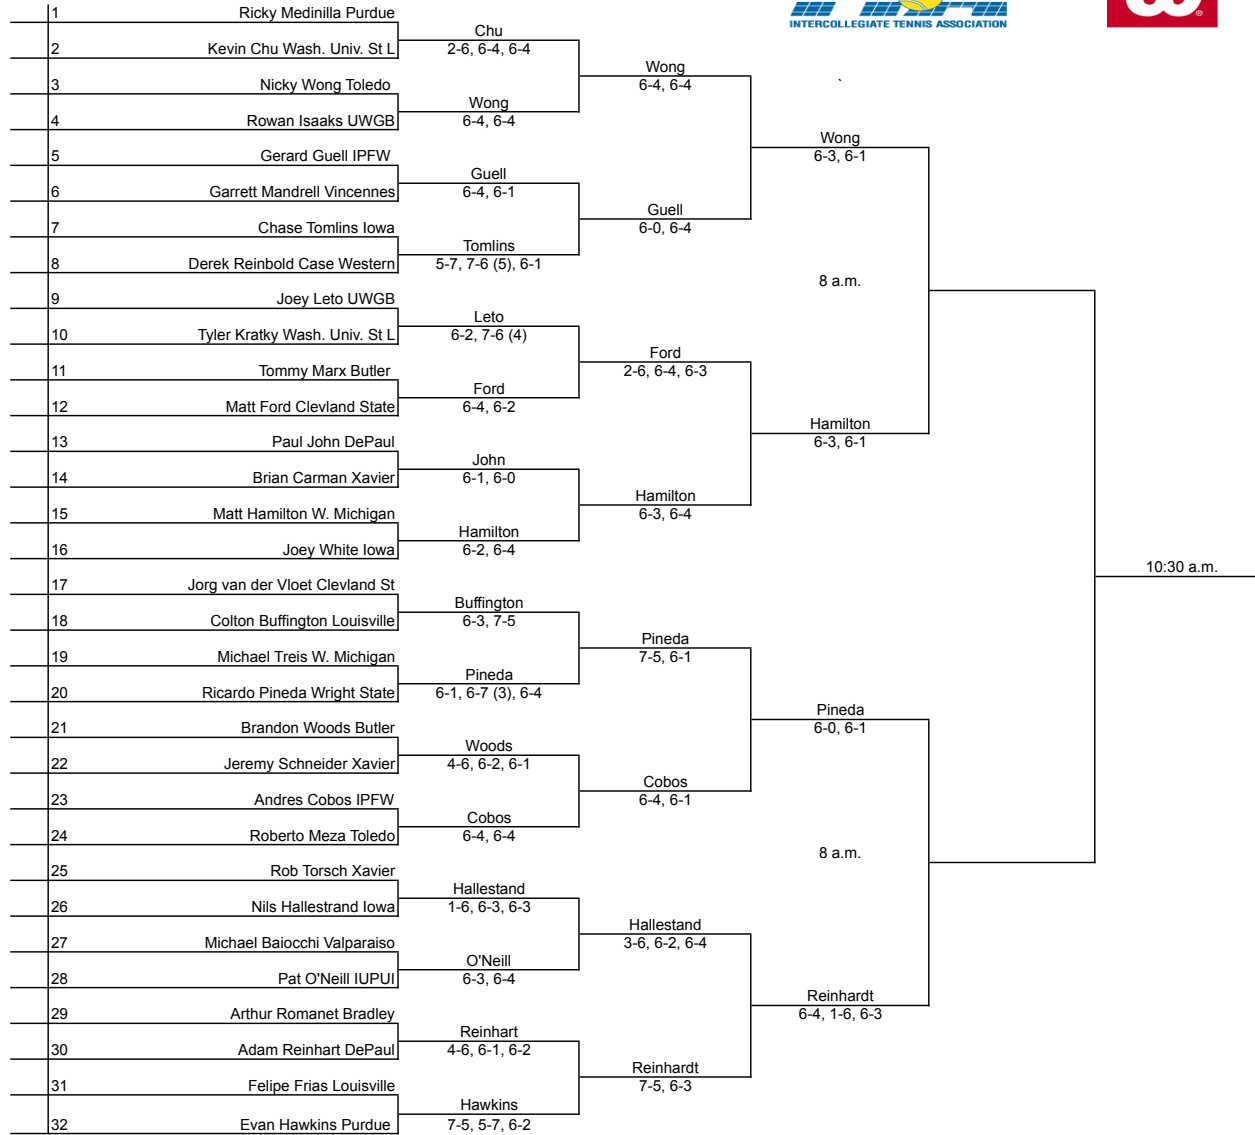 INTERCOLLEGIATE TENNIS ASSOCIATION
®
1 Ricky Medinilla Purdue
2 Kevin Chu Wash. Univ. St L
3 Nicky Wong Toledo
4 Rowan Isaaks UWGB
5 Gerard Guell IPFW
6 Garrett Mandrell Vincennes
7 Chase Tomlins Iowa
8 Derek Reinbold Case Western
9 Joey Leto UWGB
10 Tyler Kratky Wash. Univ. St L
11 Tommy Marx Butler
12 Matt Ford Clevland State
13 Paul John DePaul
14 Brian Carman Xavier
15 Matt Hamilton W. Michigan
16 Joey White Iowa
17 Jorg van der Vloet Clevland St
18 Colton Buffington Louisville
19 Michael Treis W. Michigan
20 Ricardo Pineda Wright State
21 Brandon Woods Butler
22 Jeremy Schneider Xavier
23 Andres Cobos IPFW
24 Roberto Meza Toledo
25 Rob Torsch Xavier
26 Nils Hallestrand Iowa
27 Michael Baiocchi Valparaiso
28 Pat O'Neill IUPUI
29 Arthur Romanet Bradley
30 Adam Reinhart DePaul
31 Felipe Frias Louisville
32 Evan Hawkins Purdue
Chu
2-6, 6-4, 6-4
Wong
6-4, 6-4
Guell
6-4, 6-1
Tomlins
5-7, 7-6 (5), 6-1
Leto
6-2, 7-6 (4)
Ford
6-4, 6-2
John
6-1, 6-0
Hamilton
6-2, 6-4
Buffington
6-3, 7-5
Pineda
6-1, 6-7 (3), 6-4
Woods
4-6, 6-2, 6-1
Cobos
6-4, 6-4
Hallestand
1-6, 6-3, 6-3
O'Neill
6-3, 6-4
Reinhart
4-6, 6-1, 6-2
Hawkins
7-5, 5-7, 6-2
Wong
6-4, 6-4
Guell
6-0, 6-4
Ford
2-6, 6-4, 6-3
Hamilton
6-3, 6-4
Pineda
7-5, 6-1
Cobos
6-4, 6-1
Hallestand
3-6, 6-2, 6-4
Reinhardt
7-5, 6-3
`
Wong
6-3, 6-1
8 a.m.
Hamilton
6-3, 6-1
Pineda
6-0, 6-1
8 a.m.
Reinhardt
6-4, 1-6, 6-3
10:30 a.m.